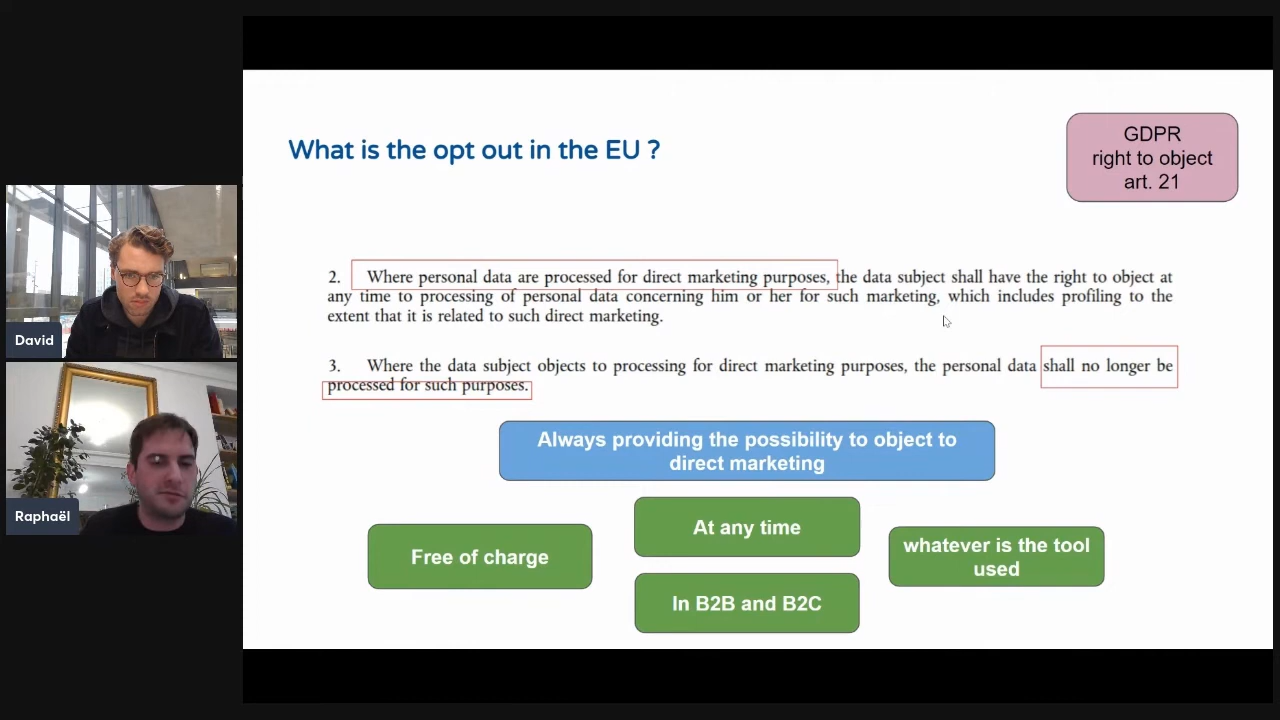 What is the opt out in the EU ?
GDPR
right to object
art. 21
2. Where personal data are processed for direct marketing purposes, the data subject shall have the right to object at
any time to processing of personal data concerning him or her for such marketing, which includes profiling to the
extent that it is related to such direct marketing.
3. Where the data subject objects to processing for direct marketing purposes, the personal data shall no longer be
processed for such purposes.
Always providing the possibility to object to
direct marketing
Free of charge
At any time
In B2B and B2C
whatever is the tool
used
David
Raphaël